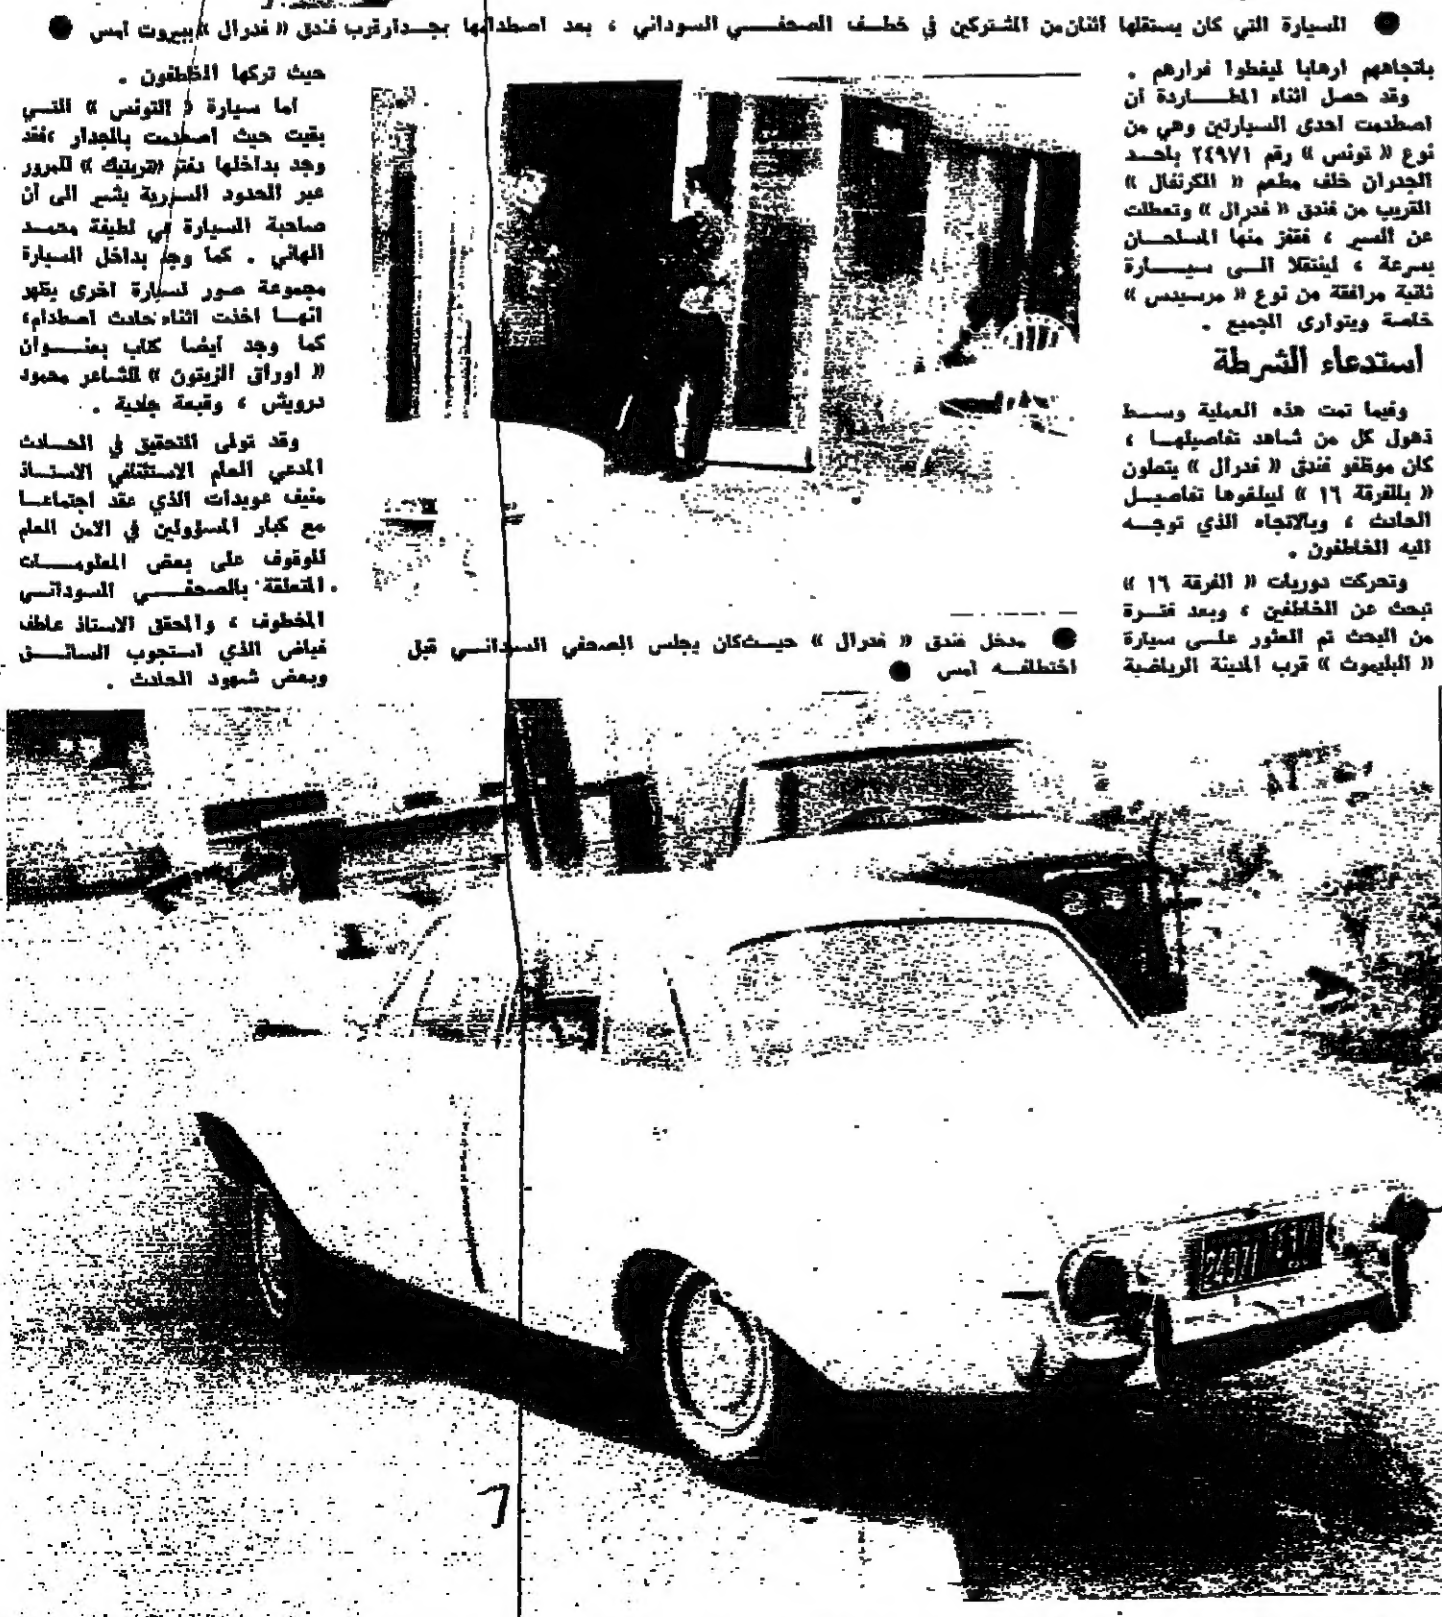 ● السيارة التي كان يستقلها اثنان من المشتركين في خطف الصحفي السوداني ، بعد اصطدامها بجدار قرب فندق « فدرال » ببيروت امس ●
باتجاههم ارهابا ليغطوا فرارهم .
وقد حصل اثناء المطاردة ان
اصطدمت احدى السيارتين وهي من
نوع « تونس » رقم ٢٤٩٧١ باحد
الجدران خلف مطعم « الكرنفال »
القريب من فندق « فدرال » وتعطلت
عن السير ، فقفز منها المسلحان
بسرعة ، لينتقلا الى سيارة
ثانية مرافقة من نوع « مرسيدس »
خاصة ويتوارى الجميع .
استدعاء الشرطة
وفيما تمت هذه العملية وسط
ذهول كل من شاهد تفاصيلها ،
كان موظفو فندق « فدرال » يتصلون
« بالفرقة ١٦ » ليبلغوها تفاصيل
الحادث ، وبالاتجاه الذي توجه
اليه الخاطفون .
وتحركت دوريات « الفرقة ١٦ »
تبحث عن الخاطفين ، وبعد فترة
من البحث تم العثور على سيارة
« البليموث » قرب المدينة الرياضية
حيث تركها الخاطفون .
اما سيارة « التونس » التي
بقيت حيث اصطدمت بالجدار ،فقد
وجد بداخلها دفتر «تريبتيك » للمرور
عبر الحدود السورية يشير الى ان
صاحبة السيارة هي لطيفة محمد
الهاني . كما وجد بداخل السيارة
مجموعة صور لسيارة اخرى يظهر
انها اخذت اثناء حادث اصطدام،
كما وجد ايضا كتاب بعنوان
« اوراق الزيتون » للشاعر محمود
درويش ، وقبعة جلدية .
وقد تولى التحقيق في الحادث
المدعي العام الاستئنافي الاستاذ
منيف عويدات الذي عقد اجتماعا
مع كبار المسؤولين في الامن العام
للوقوف على بعض المعلومات
المتعلقة بالصحفي السوداني
المخطوف ، والمحقق الاستاذ عاطف
فياض الذي استجوب السائق
وبعض شهود الحادث .
● مدخل فندق « فدرال » حيث كان يجلس الصحفي السوداني قبل
اختطافه امس ●
24971